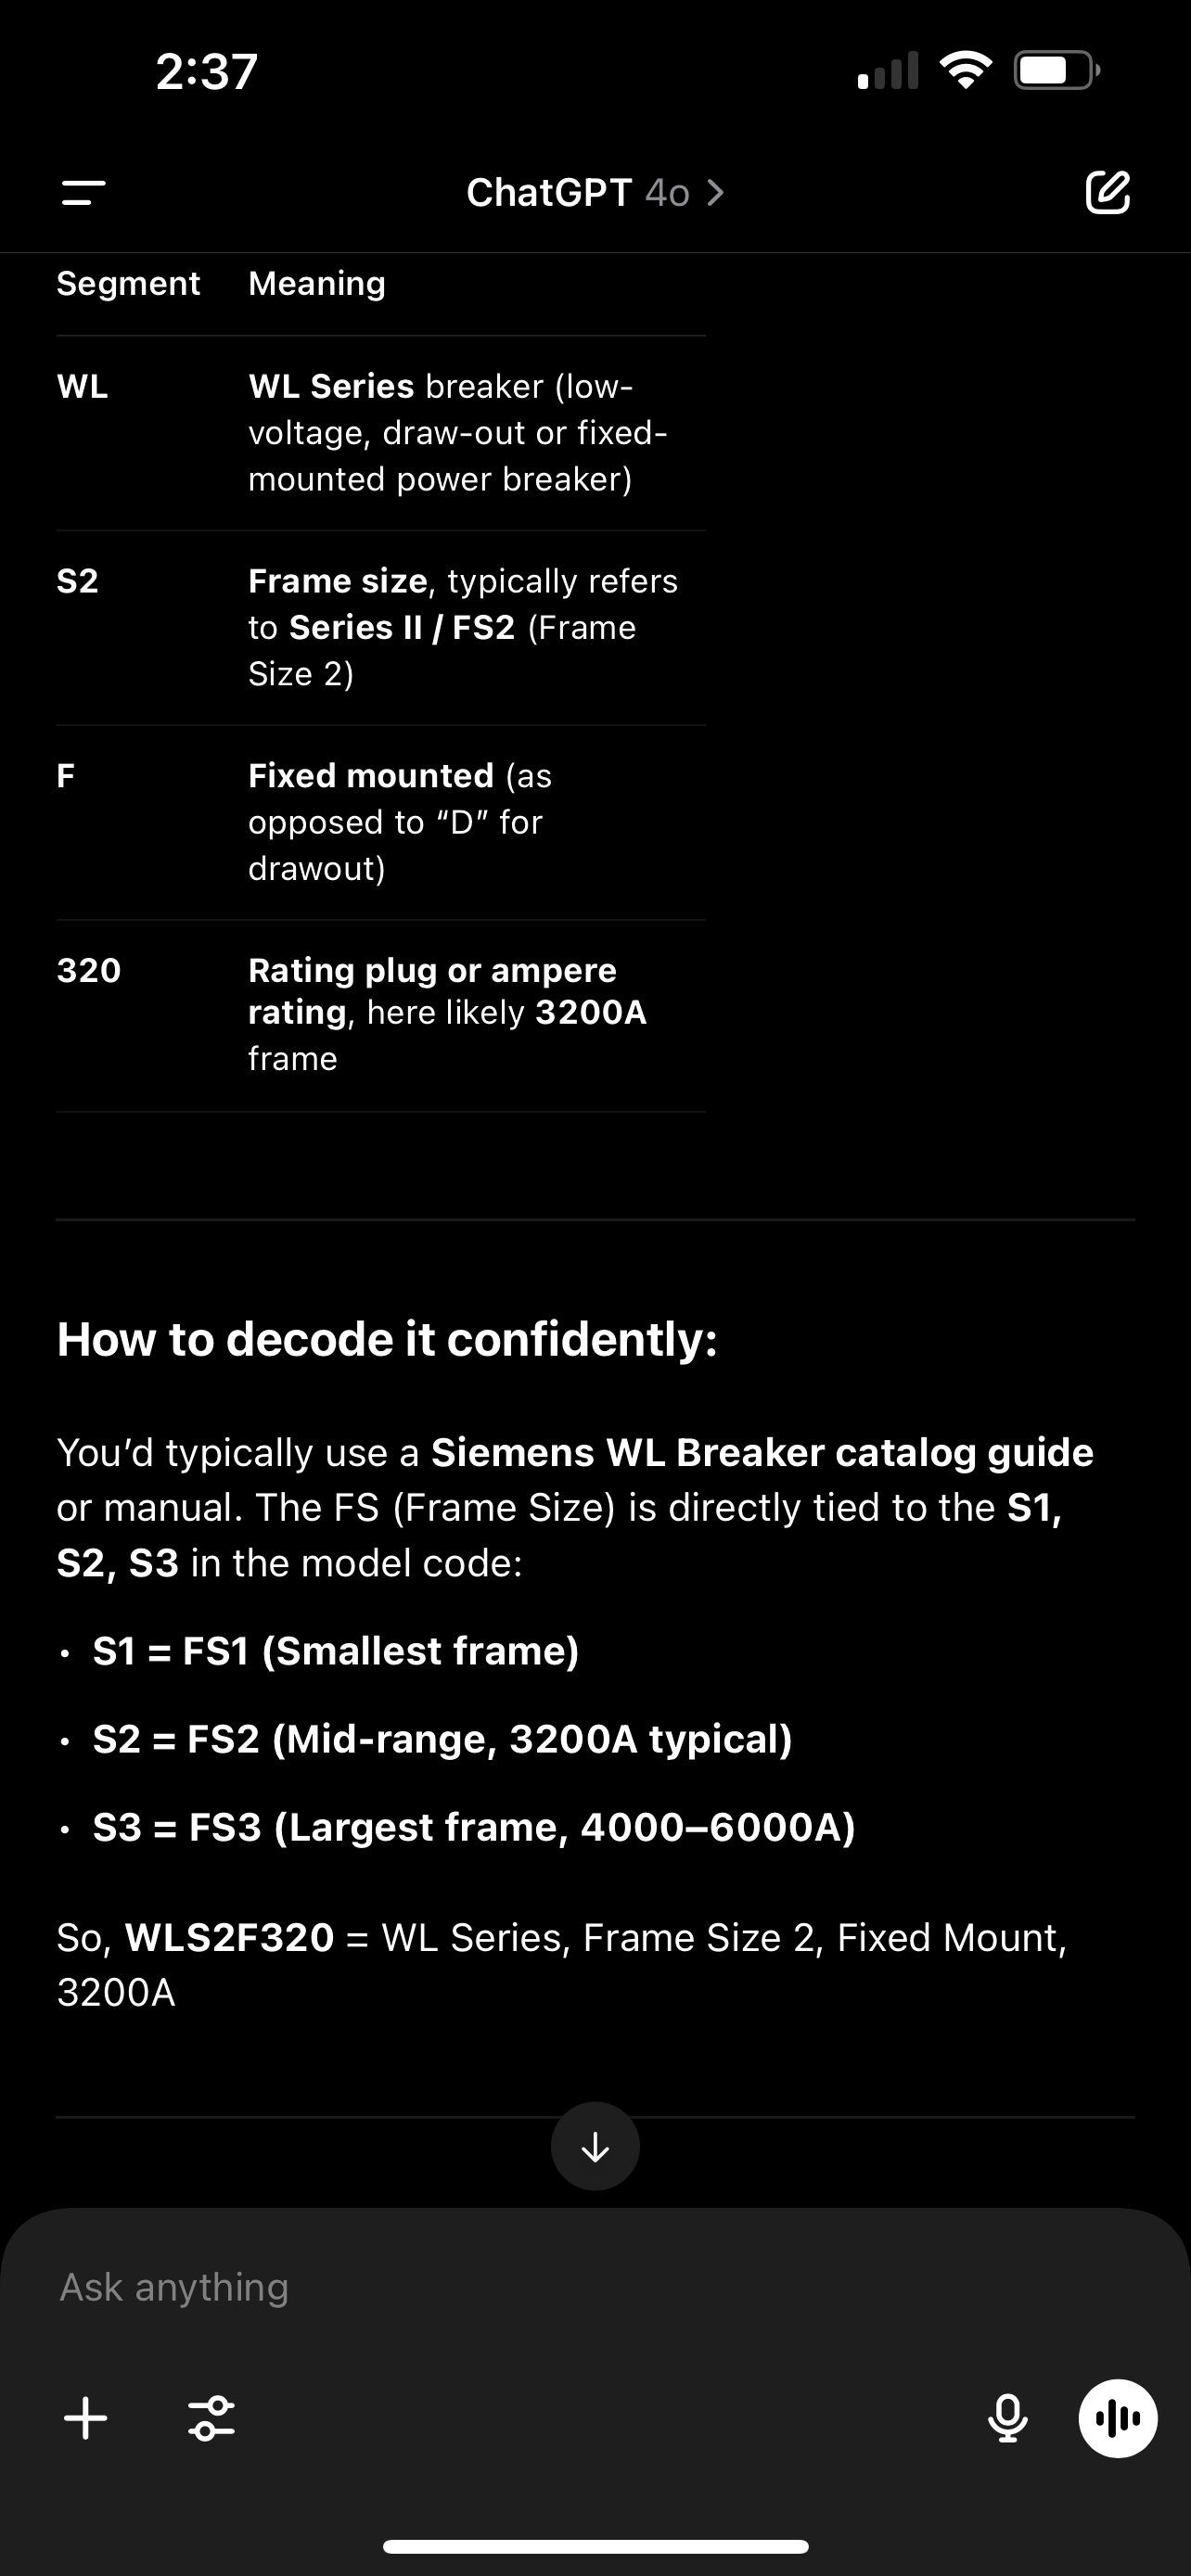 2:37
ChatGPT 4o >
Segment Meaning
WL WL Series breaker (low-
voltage, draw-out or fixed-
mounted power breaker)
S2 Frame size, typically refers
to Series II / FS2 (Frame
Size 2)
F Fixed mounted (as
opposed to “D” for
drawout)
320 Rating plug or ampere
rating, here likely 3200A
frame
How to decode it confidently:
You’d typically use a Siemens WL Breaker catalog guide
or manual. The FS (Frame Size) is directly tied to the S1,
S2, S3 in the model code:
• S1 = FS1 (Smallest frame)
• S2 = FS2 (Mid-range, 3200A typical)
• S3 = FS3 (Largest frame, 4000–6000A)
So, WLS2F320 = WL Series, Frame Size 2, Fixed Mount,
3200A
Ask anything